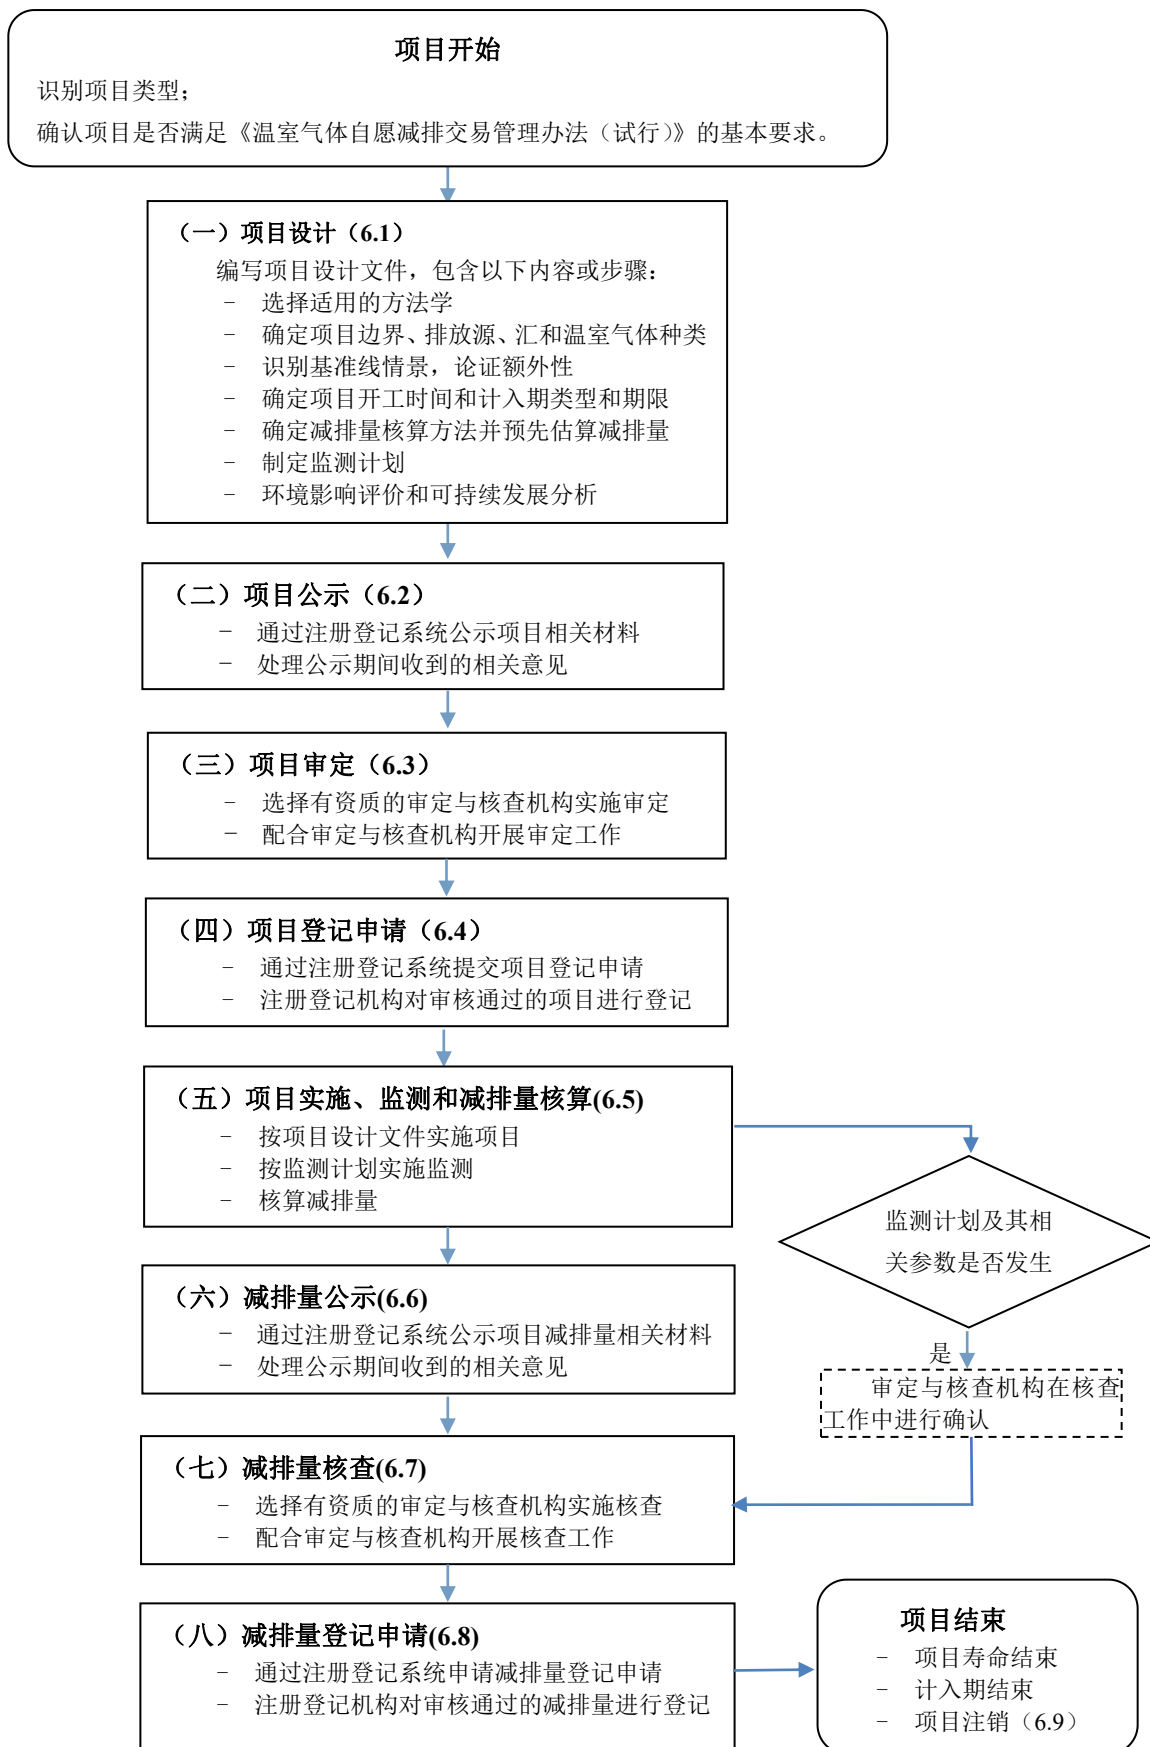 项目开始
识别项目类型；
确认项目是否满足《温室气体自愿减排交易管理办法（试行）》的基本要求。
（一）项目设计（6.1）
编写项目设计文件，包含以下内容或步骤：
- 选择适用的方法学
- 确定项目边界、排放源、汇和温室气体种类
- 识别基准线情景，论证额外性
- 确定项目开工时间和计入期类型和期限
- 确定减排量核算方法并预先估算减排量
- 制定监测计划
- 环境影响评价和可持续发展分析
（二）项目公示（6.2）
- 通过注册登记系统公示项目相关材料
- 处理公示期间收到的相关意见
（三）项目审定（6.3）
- 选择有资质的审定与核查机构实施审定
- 配合审定与核查机构开展审定工作
（四）项目登记申请（6.4）
- 通过注册登记系统提交项目登记申请
- 注册登记机构对审核通过的项目进行登记
（五）项目实施、监测和减排量核算(6.5)
- 按项目设计文件实施项目
- 按监测计划实施监测
- 核算减排量
监测计划及其相
关参数是否发生
是
审定与核查机构在核查
工作中进行确认
（六）减排量公示(6.6)
- 通过注册登记系统公示项目减排量相关材料
- 处理公示期间收到的相关意见
（七）减排量核查(6.7)
- 选择有资质的审定与核查机构实施核查
- 配合审定与核查机构开展核查工作
（八）减排量登记申请(6.8)
- 通过注册登记系统申请减排量登记申请
- 注册登记机构对审核通过的减排量进行登记
项目结束
- 项目寿命结束
- 计入期结束
- 项目注销（6.9）